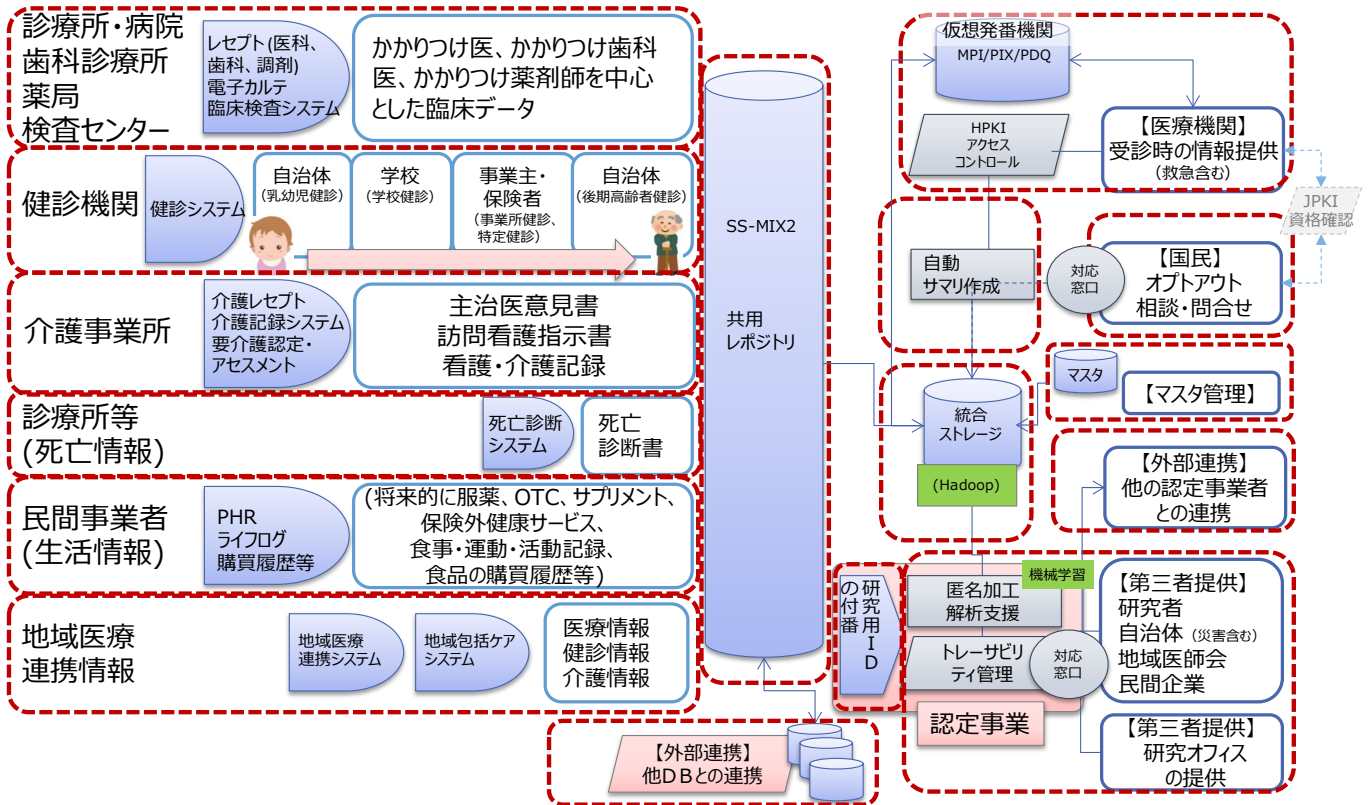 診療所・病院
歯科診療所
薬局
検査センター
レセプト(医科、
歯科、調剤)
電子カルテ
臨床検査システム
かかりつけ医、かかりつけ歯科
医、かかりつけ薬剤師を中心
とした臨床データ
健診機関
健診システム
自治体
(乳幼児健診)
学校
(学校健診)
事業主・
保険者
(事業所健診、
特定健診)
自治体
(後期高齢者健診)
介護事業所
介護レセプト
介護記録システム
要介護認定・
アセスメント
主治医意見書
訪問看護指示書
看護・介護記録
診療所等
(死亡情報)
死亡診断
システム
死亡
診断書
民間事業者
(生活情報)
PHR
ライフログ
購買履歴等
(将来的に服薬、OTC、サプリメント、
保険外健康サービス、
食事・運動・活動記録、
食品の購買履歴等)
地域医療
連携情報
地域医療
連携システム
地域包括ケア
システム
医療情報
健診情報
介護情報
SS-MIX2
共用
レポジトリ
【外部連携】
他DBとの連携
仮想発番機関
MPI/PIX/PDQ
HPKI
アクセス
コントロール
【医療機関】
受診時の情報提供
(救急含む)
JPKI
資格確認
自動
サマリ作成
対応
窓口
【国民】
オプトアウト
相談・問合せ
マスタ
【マスタ管理】
統合
ストレージ
(Hadoop)
【外部連携】
他の認定事業者
との連携
研究用ID
の付番
匿名加工
解析支援
機械学習
トレーサビリ
ティ管理
対応
窓口
認定事業
【第三者提供】
研究者
自治体(災害含む)
地域医師会
民間企業
【第三者提供】
研究オフィス
の提供